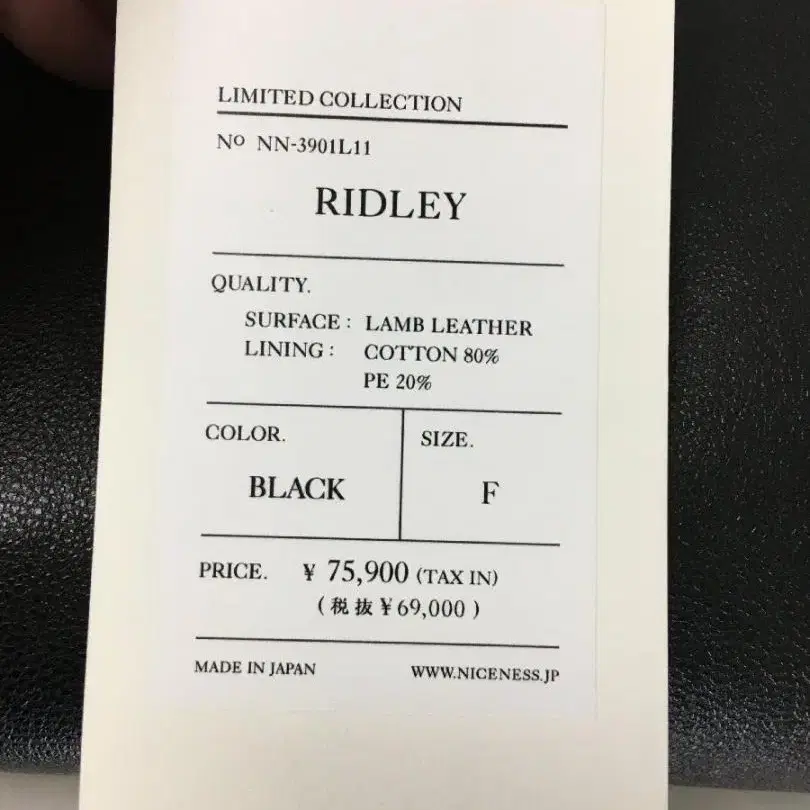 LIMITED COLLECTION
No NN-3901L11
RIDLEY
QUALITY.
SURFACE : LAMB LEATHER
LINING : COTTON 80%
PE 20%
COLOR.
BLACK
SIZE.
F
PRICE. ¥ 75,900 (TAX IN)
(税抜¥69,000)
MADE IN JAPAN WWW.NICENESS.JP